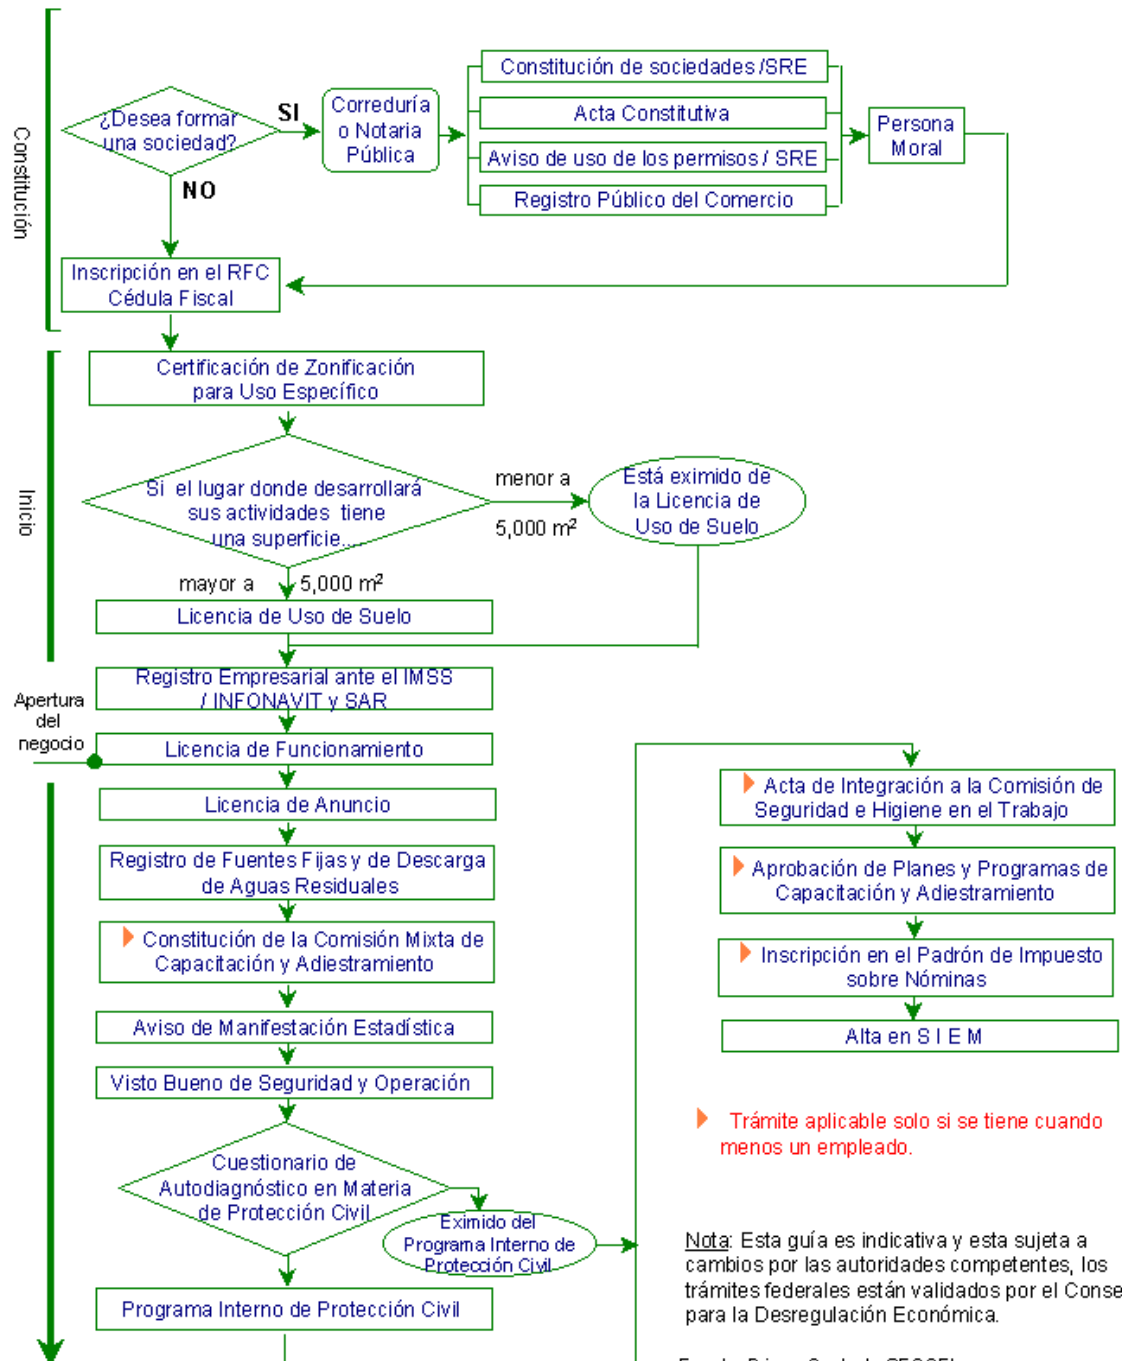 Constitución
¿Desea formar
una sociedad?
SI
NO
Correduría
o Notaria
Pública
Constitución de sociedades /SRE
Acta Constitutiva
Aviso de uso de los permisos / SRE
Registro Público del Comercio
Persona
Moral
Inscripción en el RFC
Cédula Fiscal
Inicio
Certificación de Zonificación
para Uso Específico
Si el lugar donde desarrollará
sus actividades tiene
una superficie....
menor a
5,000 m²
Está eximido de
la Licencia de
Uso de Suelo
mayor a
5,000 m²
Licencia de Uso de Suelo
Registro Empresarial ante el IMSS
/ INFONAVIT y SAR
Apertura
del
negocio
Licencia de Funcionamiento
Licencia de Anuncio
Registro de Fuentes Fijas y de Descarga
de Aguas Residuales
Constitución de la Comisión Mixta de
Capacitación y Adiestramiento
Aviso de Manifestación Estadística
Visto Bueno de Seguridad y Operación
Cuestionario de
Autodiagnóstico en Materia
de Protección Civil
Eximido del
Programa Interno de
Protección Civil
Programa Interno de Protección Civil
Acta de Integración a la Comisión de
Seguridad e Higiene en el Trabajo
Aprobación de Planes y Programas de
Capacitación y Adiestramiento
Inscripción en el Padrón de Impuesto
sobre Nóminas
Alta en S I E M
Trámite aplicable solo si se tiene cuando
menos un empleado.
Nota: Esta guía es indicativa y esta sujeta a
cambios por las autoridades competentes, los
trámites federales están validados por el Conse
para la Desregulación Económica.